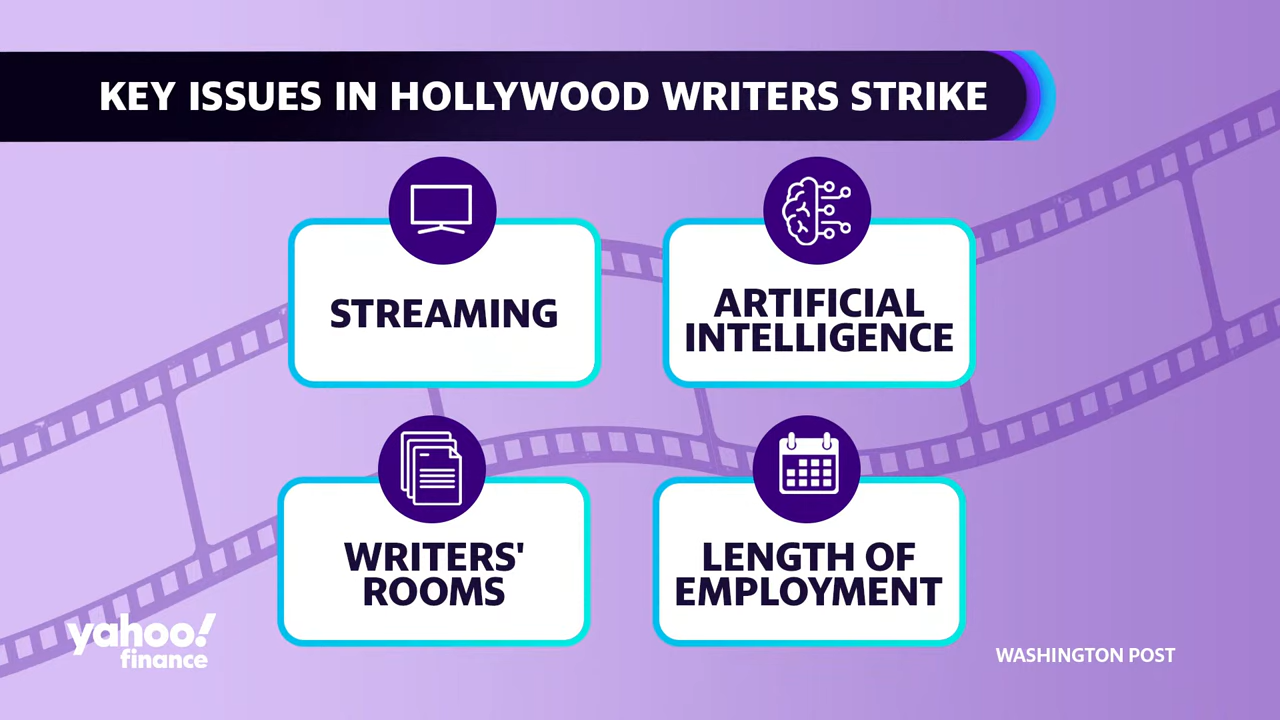 KEY ISSUES IN HOLLYWOOD WRITERS STRIKE
STREAMING
ARTIFICIAL
INTELLIGENCE
WRITERS'
ROOMS
LENGTH OF
EMPLOYMENT
yahoo!
finance
WASHINGTON POST